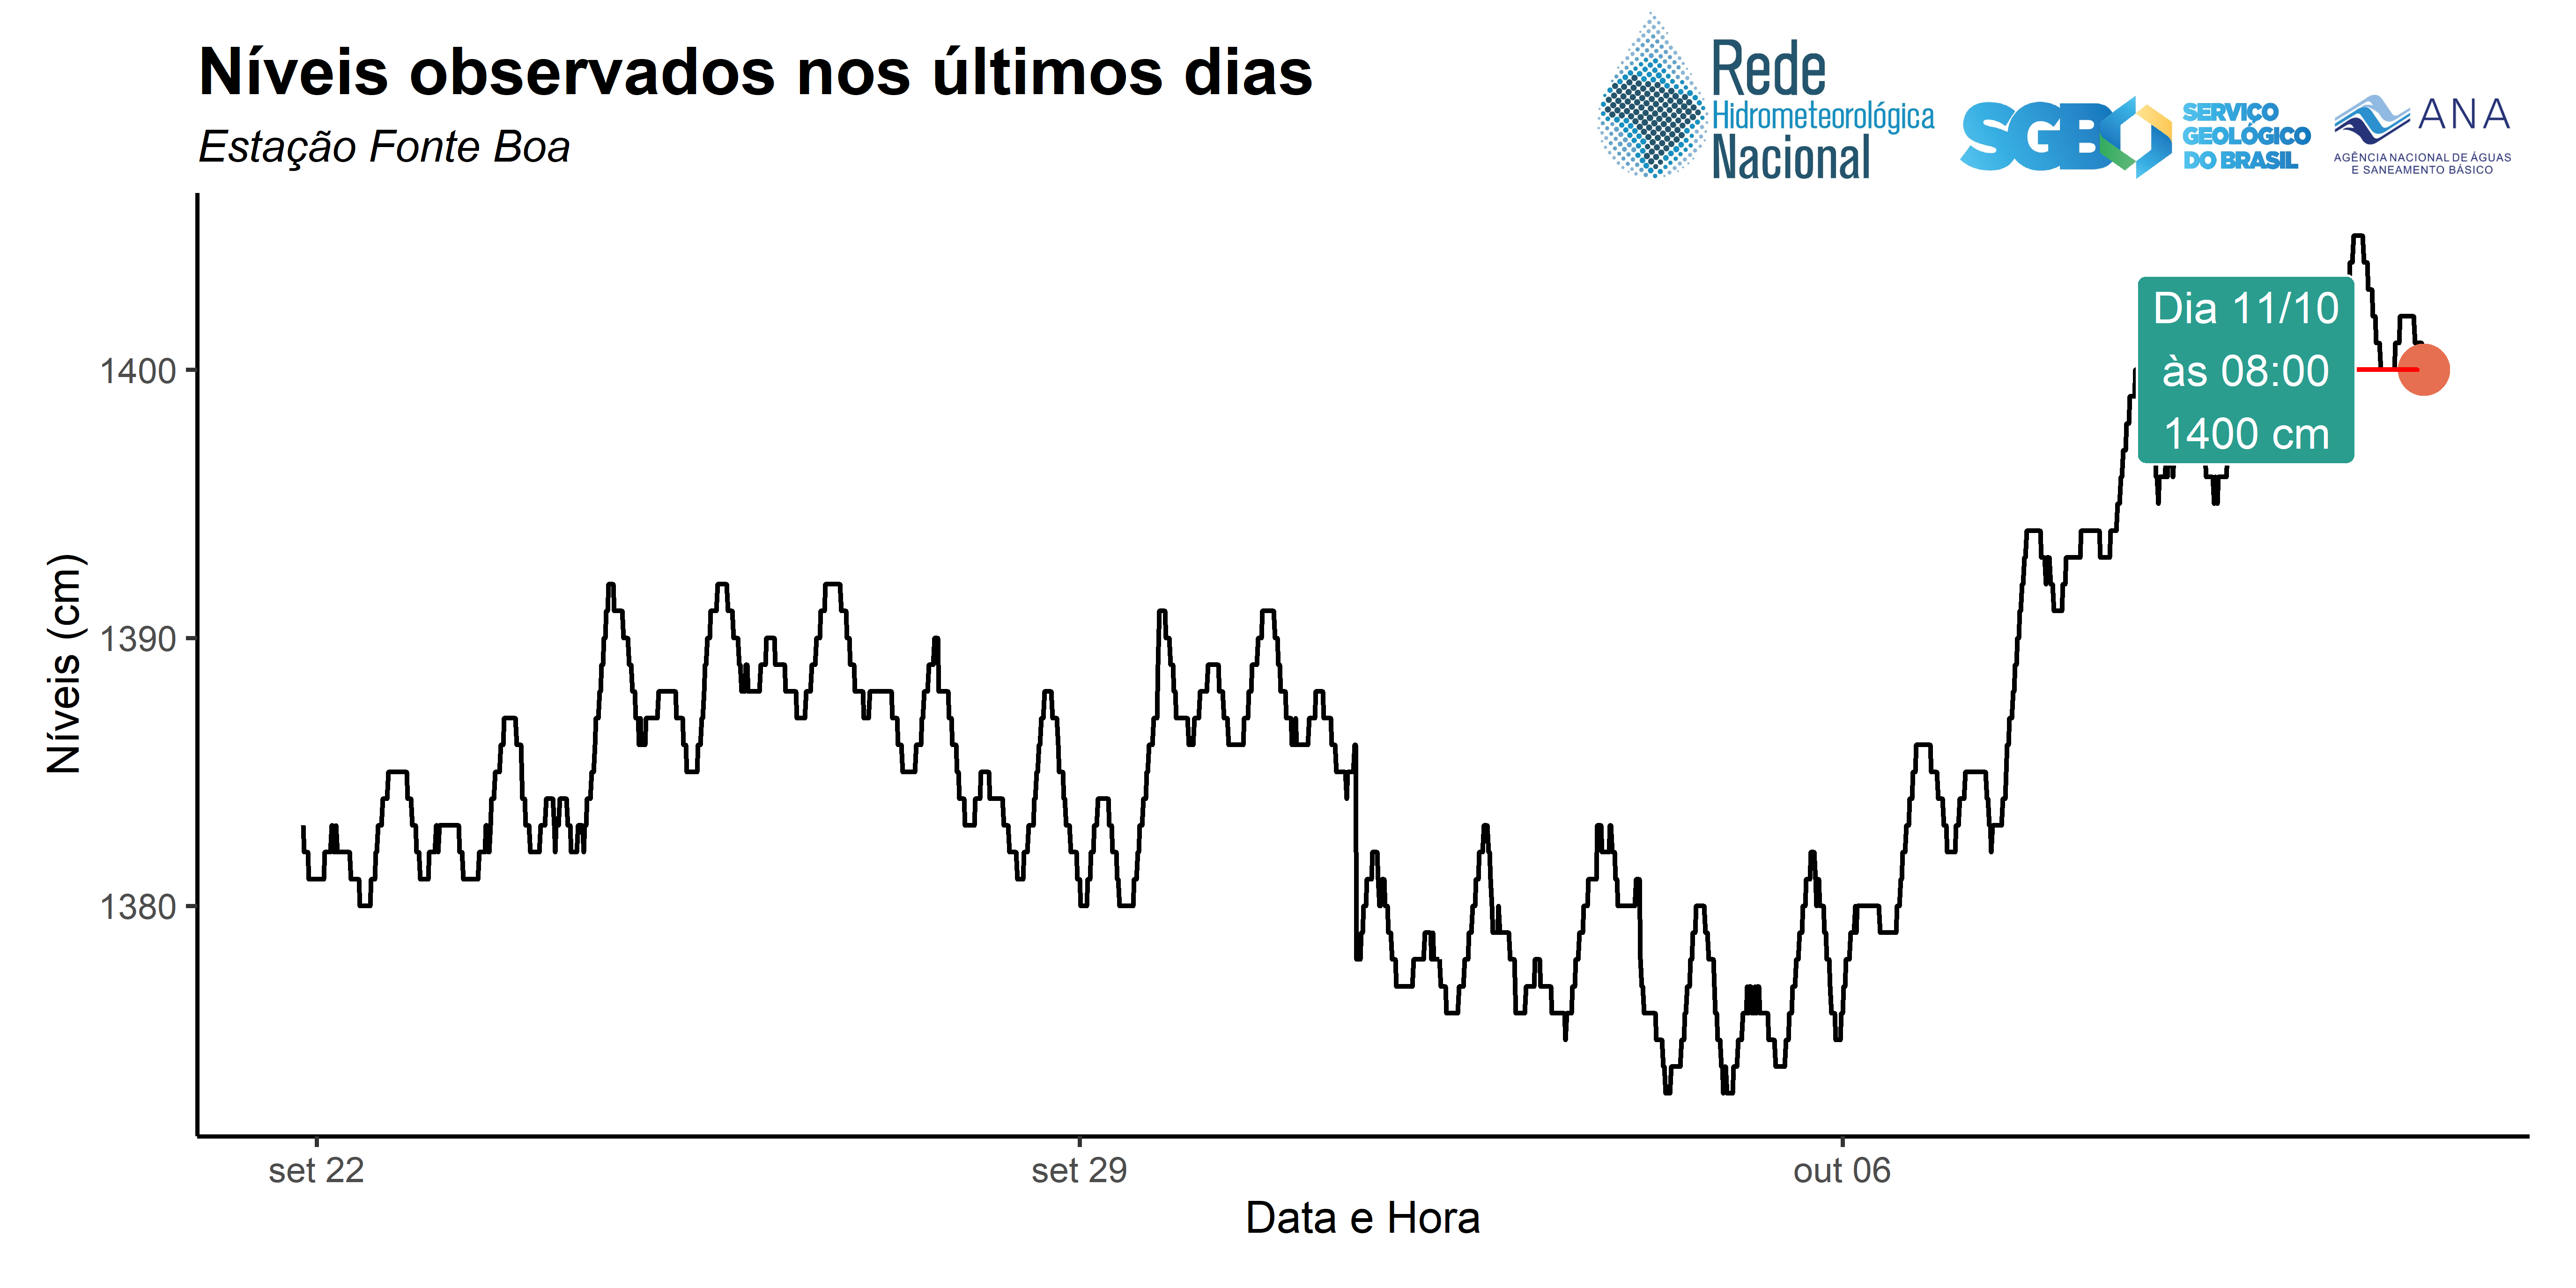 Níveis observados nos últimos dias
Estação Fonte Boa
Rede
Hidrometeorológica
Nacional
SGB
SERVIÇO
GEOLÓGICO
DO BRASIL
ANA
AGÊNCIA NACIONAL DE ÁGUAS
E SANEAMENTO BÁSICO
Níveis (cm)
1400
1390
1380
Dia 11/10
às 08:00
1400 cm
set 22
set 29
out 06
Data e Hora